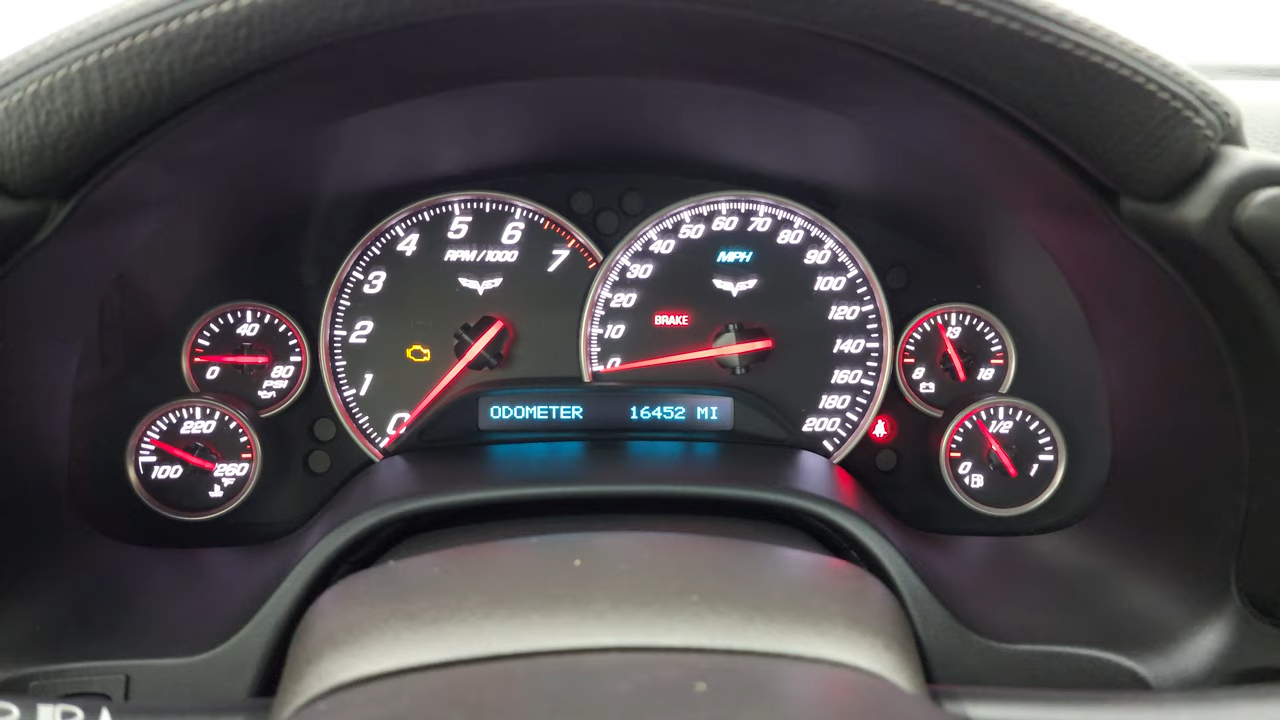 0 1 2 3 4 5 6 7
RPM/1000
0 10 20 30 40 50 60 70 80 90 100 120 140 160 180 200
MPH
BRAKE
0 40 80
PSI
100 220 260
°F
ODOMETER 16452 MI
8 13 18
0 1/2 1